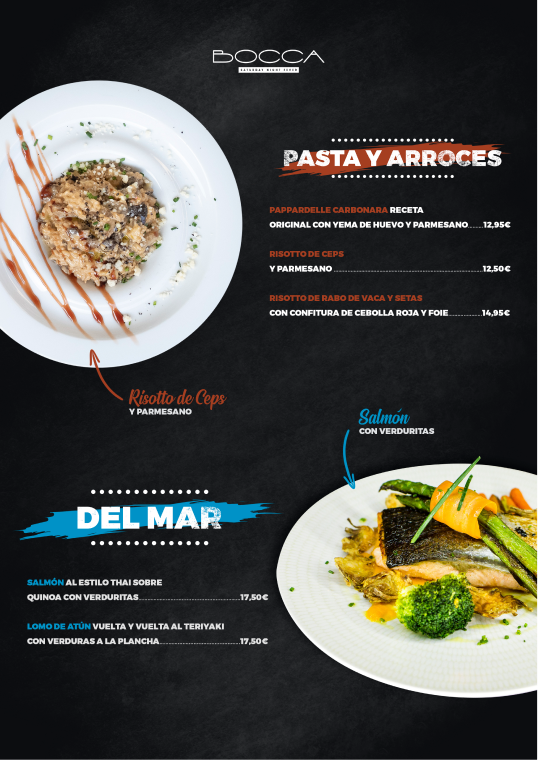 BOCCA
SATURDAY NIGHT FEVER
PASTA Y ARROCES
PAPPARDELLE CARBONARA RECETA
ORIGINAL CON YEMA DE HUEVO Y PARMESANO......12,95€
RISOTTO DE CEPS
Y PARMESANO......12,50€
RISOTTO DE RABO DE VACA Y SETAS
CON CONFITURA DE CEBOLLA ROJA Y FOIE......14,95€
Risotto de Ceps
Y PARMESANO
Salmón
CON VERDURITAS
DEL MAR
SALMÓN AL ESTILO THAI SOBRE
QUINOA CON VERDURITAS......17,50€
LOMO DE ATÚN VUELTA Y VUELTA AL TERIYAKI
CON VERDURAS A LA PLANCHA......17,50€